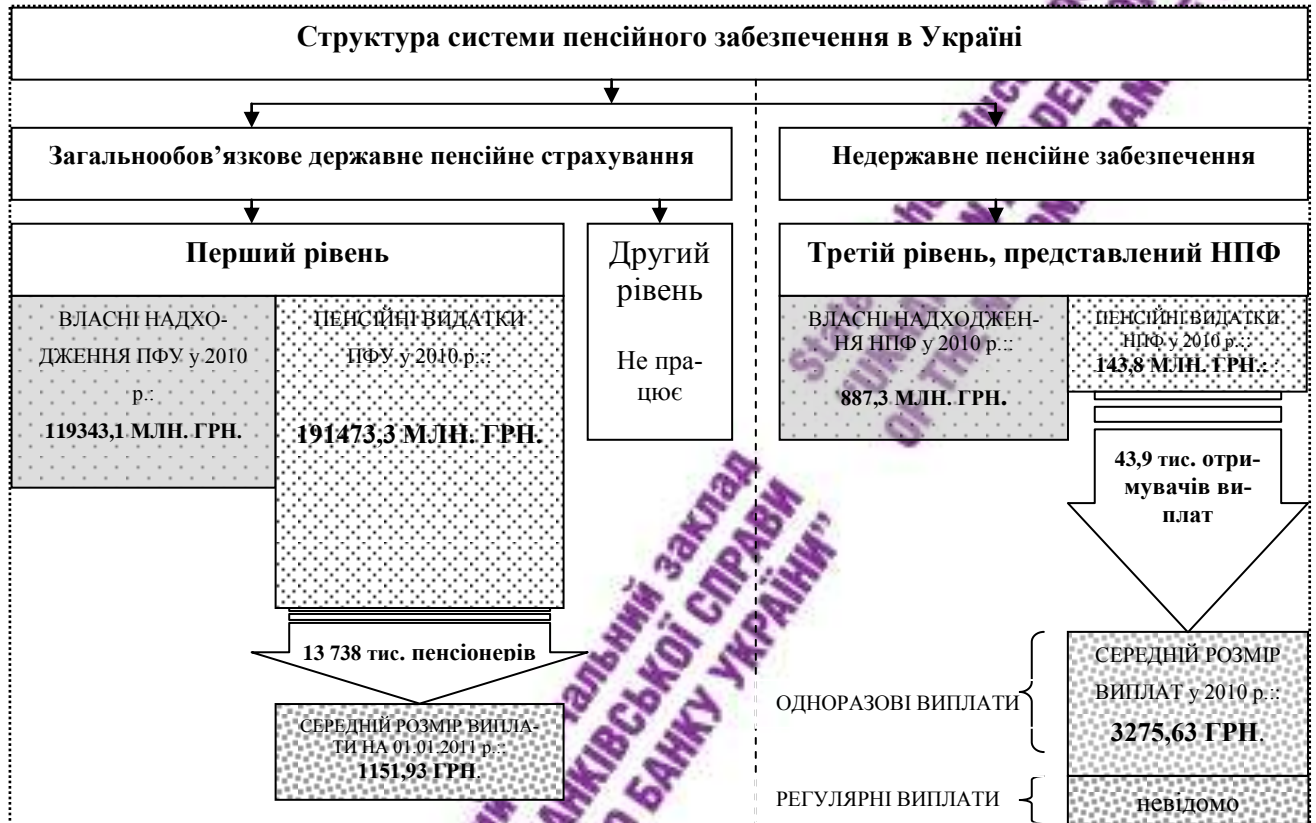 Структура системи пенсійного забезпечення в Україні
Загальнообов’язкове державне пенсійне страхування
Недержавне пенсійне забезпечення
Перший рівень
ВЛАСНІ НАДХО-
ДЖЕННЯ ПФУ у 2010
р.:
119343,1 МЛН. ГРН.
ПЕНСІЙНІ ВИДАТКИ
ПФУ у 2010 р.::
191473,3 МЛН. ГРН.
13 738 тис. пенсіонерів
СЕРЕДНІЙ РОЗМІР ВИПЛА-
ТИ НА 01.01.2011 р.::
1151,93 ГРН.
Другий
рівень
Не пра-
цює
Третій рівень, представлений НПФ
ВЛАСНІ НАДХОДЖЕН-
НЯ НПФ у 2010 р.::
887,3 МЛН. ГРН.
ПЕНСІЙНІ ВИДАТКИ
НПФ у 2010 р.::
143,8 МЛН. ГРН.:
43,9 тис. отри-
мувачів ви-
плат
ОДНОРАЗОВІ ВИПЛАТИ
СЕРЕДНІЙ РОЗМІР
ВИПЛАТ у 2010 р.::
3275,63 ГРН.
РЕГУЛЯРНІ ВИПЛАТИ
невідомо
заклад
СПРАВИ
БАНКУ УКРАЇНИ”